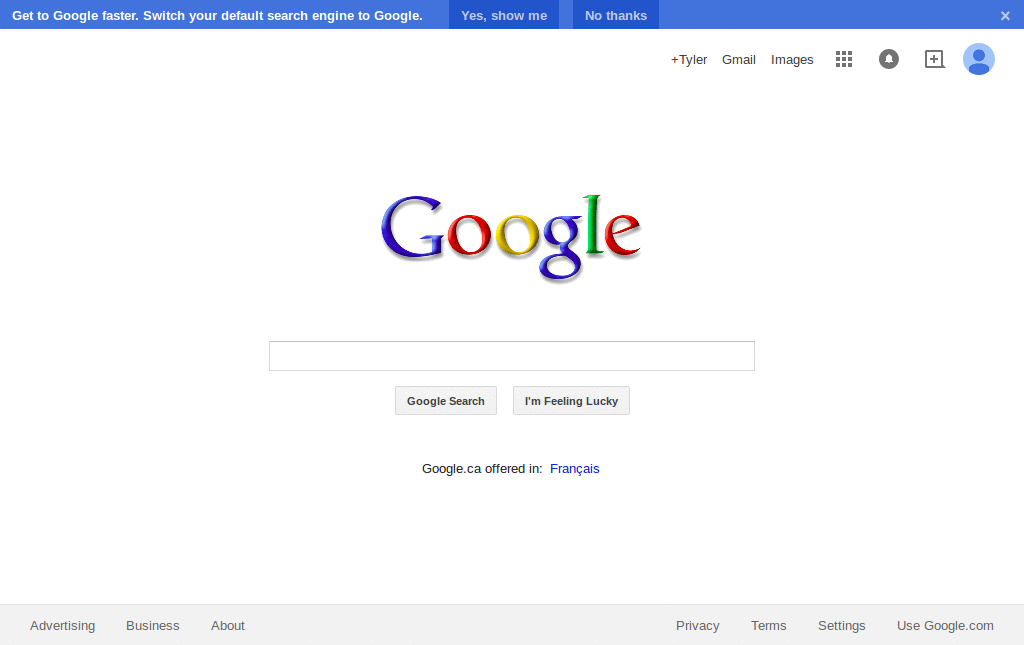 Get to Google faster. Switch your default search engine to Google. Yes, show me No thanks ×
+Tyler Gmail Images
Google
Google Search I'm Feeling Lucky
Google.ca offered in: Français
Advertising Business About Privacy Terms Settings Use Google.com